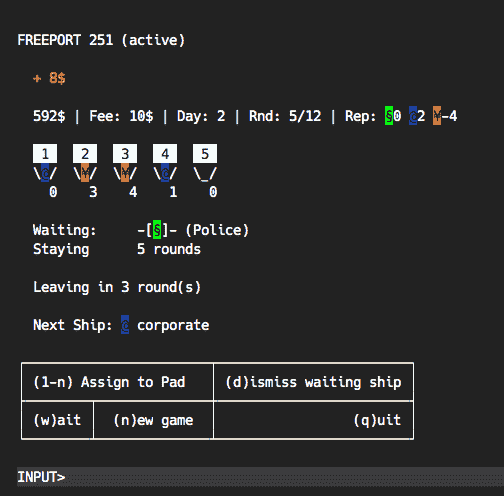 FREEPORT 251 (active)
+ 8$
592$ | Fee: 10$ | Day: 2 | Rnd: 5/12 | Rep: $0 @2 ¥-4
1 2 3 4 5
\@/ \¥/ \¥/ \@/ \_/
0 3 4 1 0
Waiting: -[$]- (Police)
Staying 5 rounds
Leaving in 3 round(s)
Next Ship: @ corporate
(1-n) Assign to Pad (d)ismiss waiting ship
(w)ait (n)ew game (q)uit
INPUT>